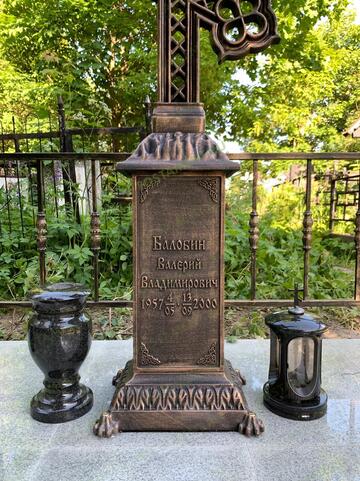 Балобин
Валерий
Владимирович
1957 4/05 . 13/09 2000